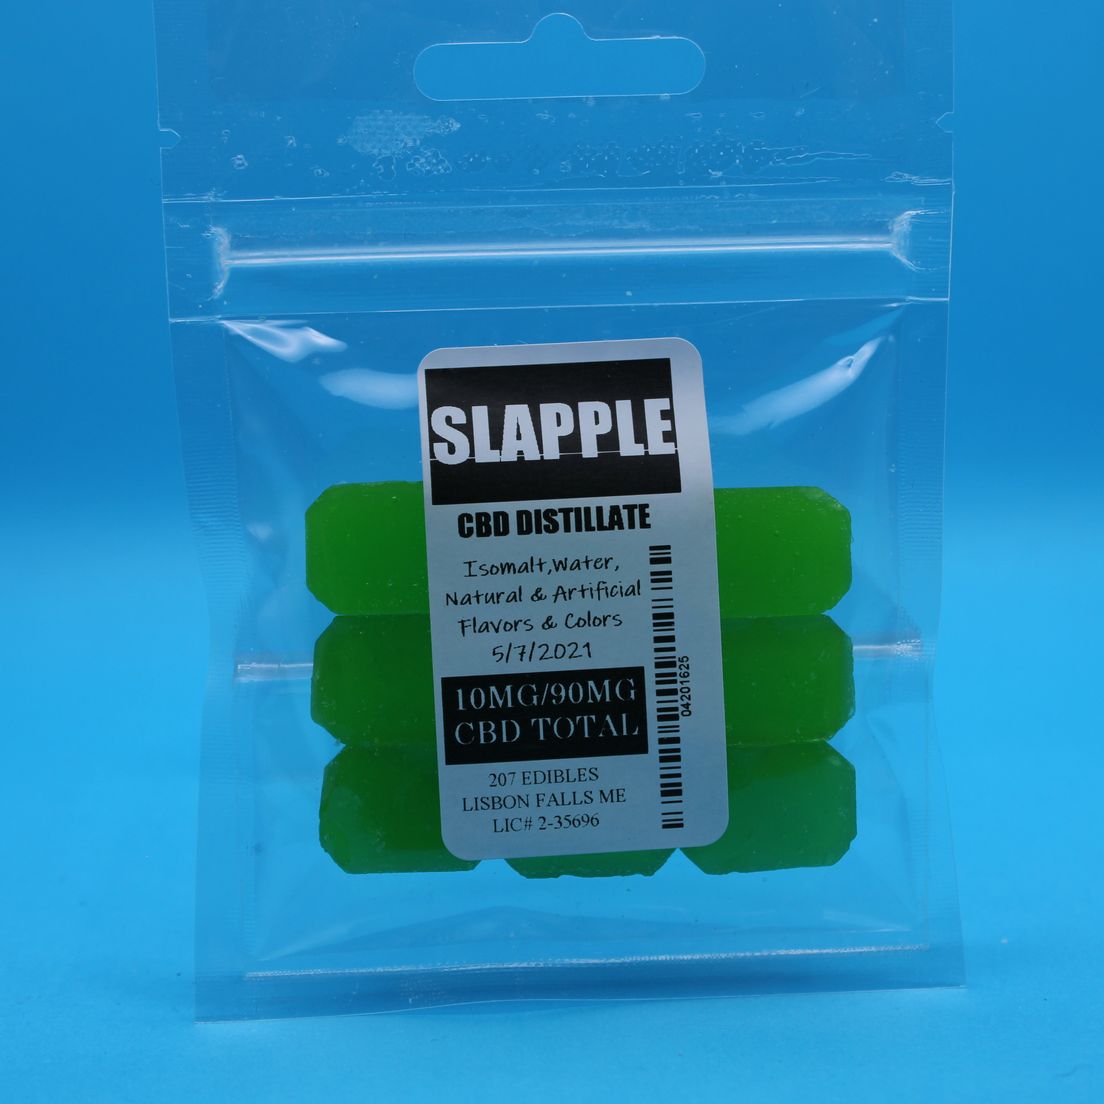 SLAPPLE
CBD DISTILLATE
Isomalt,Water,
Natural & Artificial
Flavors & Colors
5/7/2021
10MG/90MG
CBD TOTAL
207 EDIBLES
LISBON FALLS ME
LIC# 2-35696
04201625